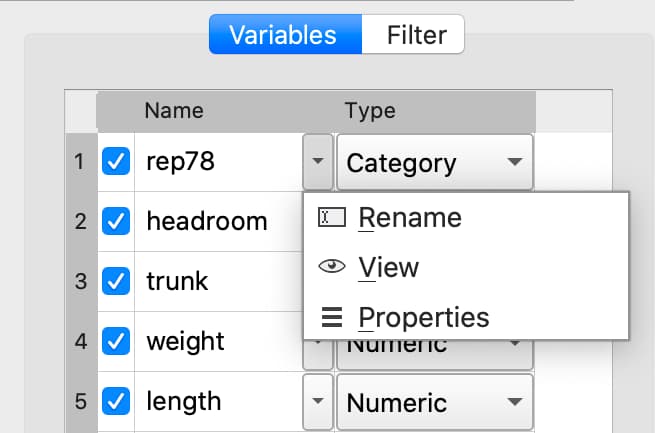 Variables Filter
Name Type
1 rep78 Category
2 headroom
Rename
View
3 trunk
Properties
4 weight Numeric
5 length Numeric